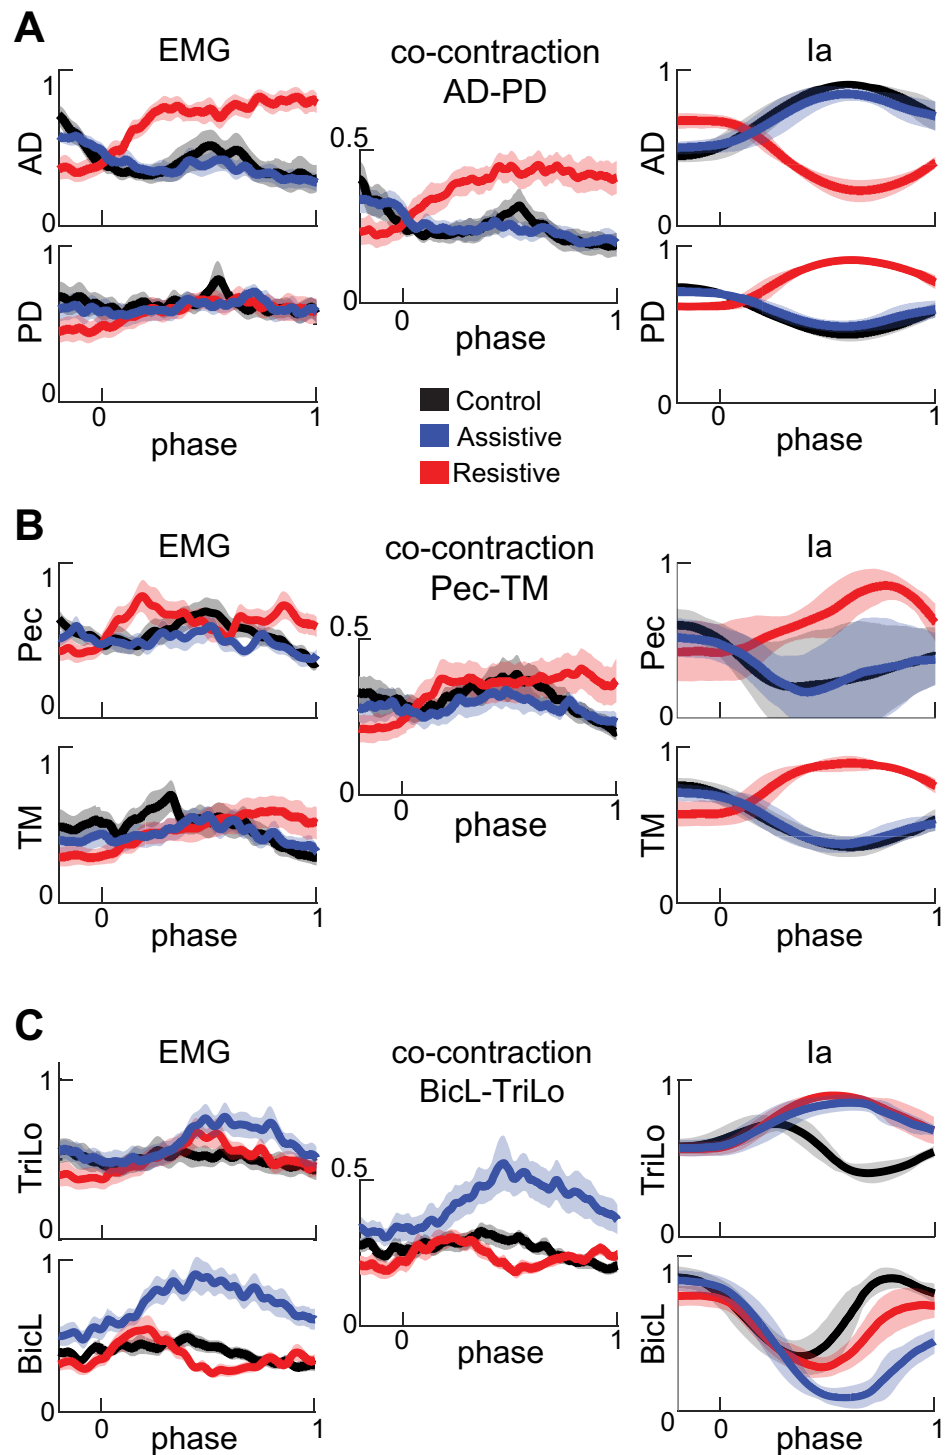 A
EMG
co-contraction
AD-PD
Ia
1
AD
0
0.5
0
0
1
phase
1
AD
0
1
PD
0
0
1
phase
1
PD
0
0
1
phase
Control
Assistive
Resistive
B
EMG
co-contraction
Pec-TM
Ia
1
Pec
0
0.5
0
0
1
phase
1
Pec
0
1
TM
0
0
1
phase
1
TM
0
0
1
phase
C
EMG
co-contraction
BicL-TriLo
Ia
1
TriLo
0
0.5
0
0
1
phase
1
TriLo
0
1
BicL
0
0
1
phase
1
BicL
0
0
1
phase